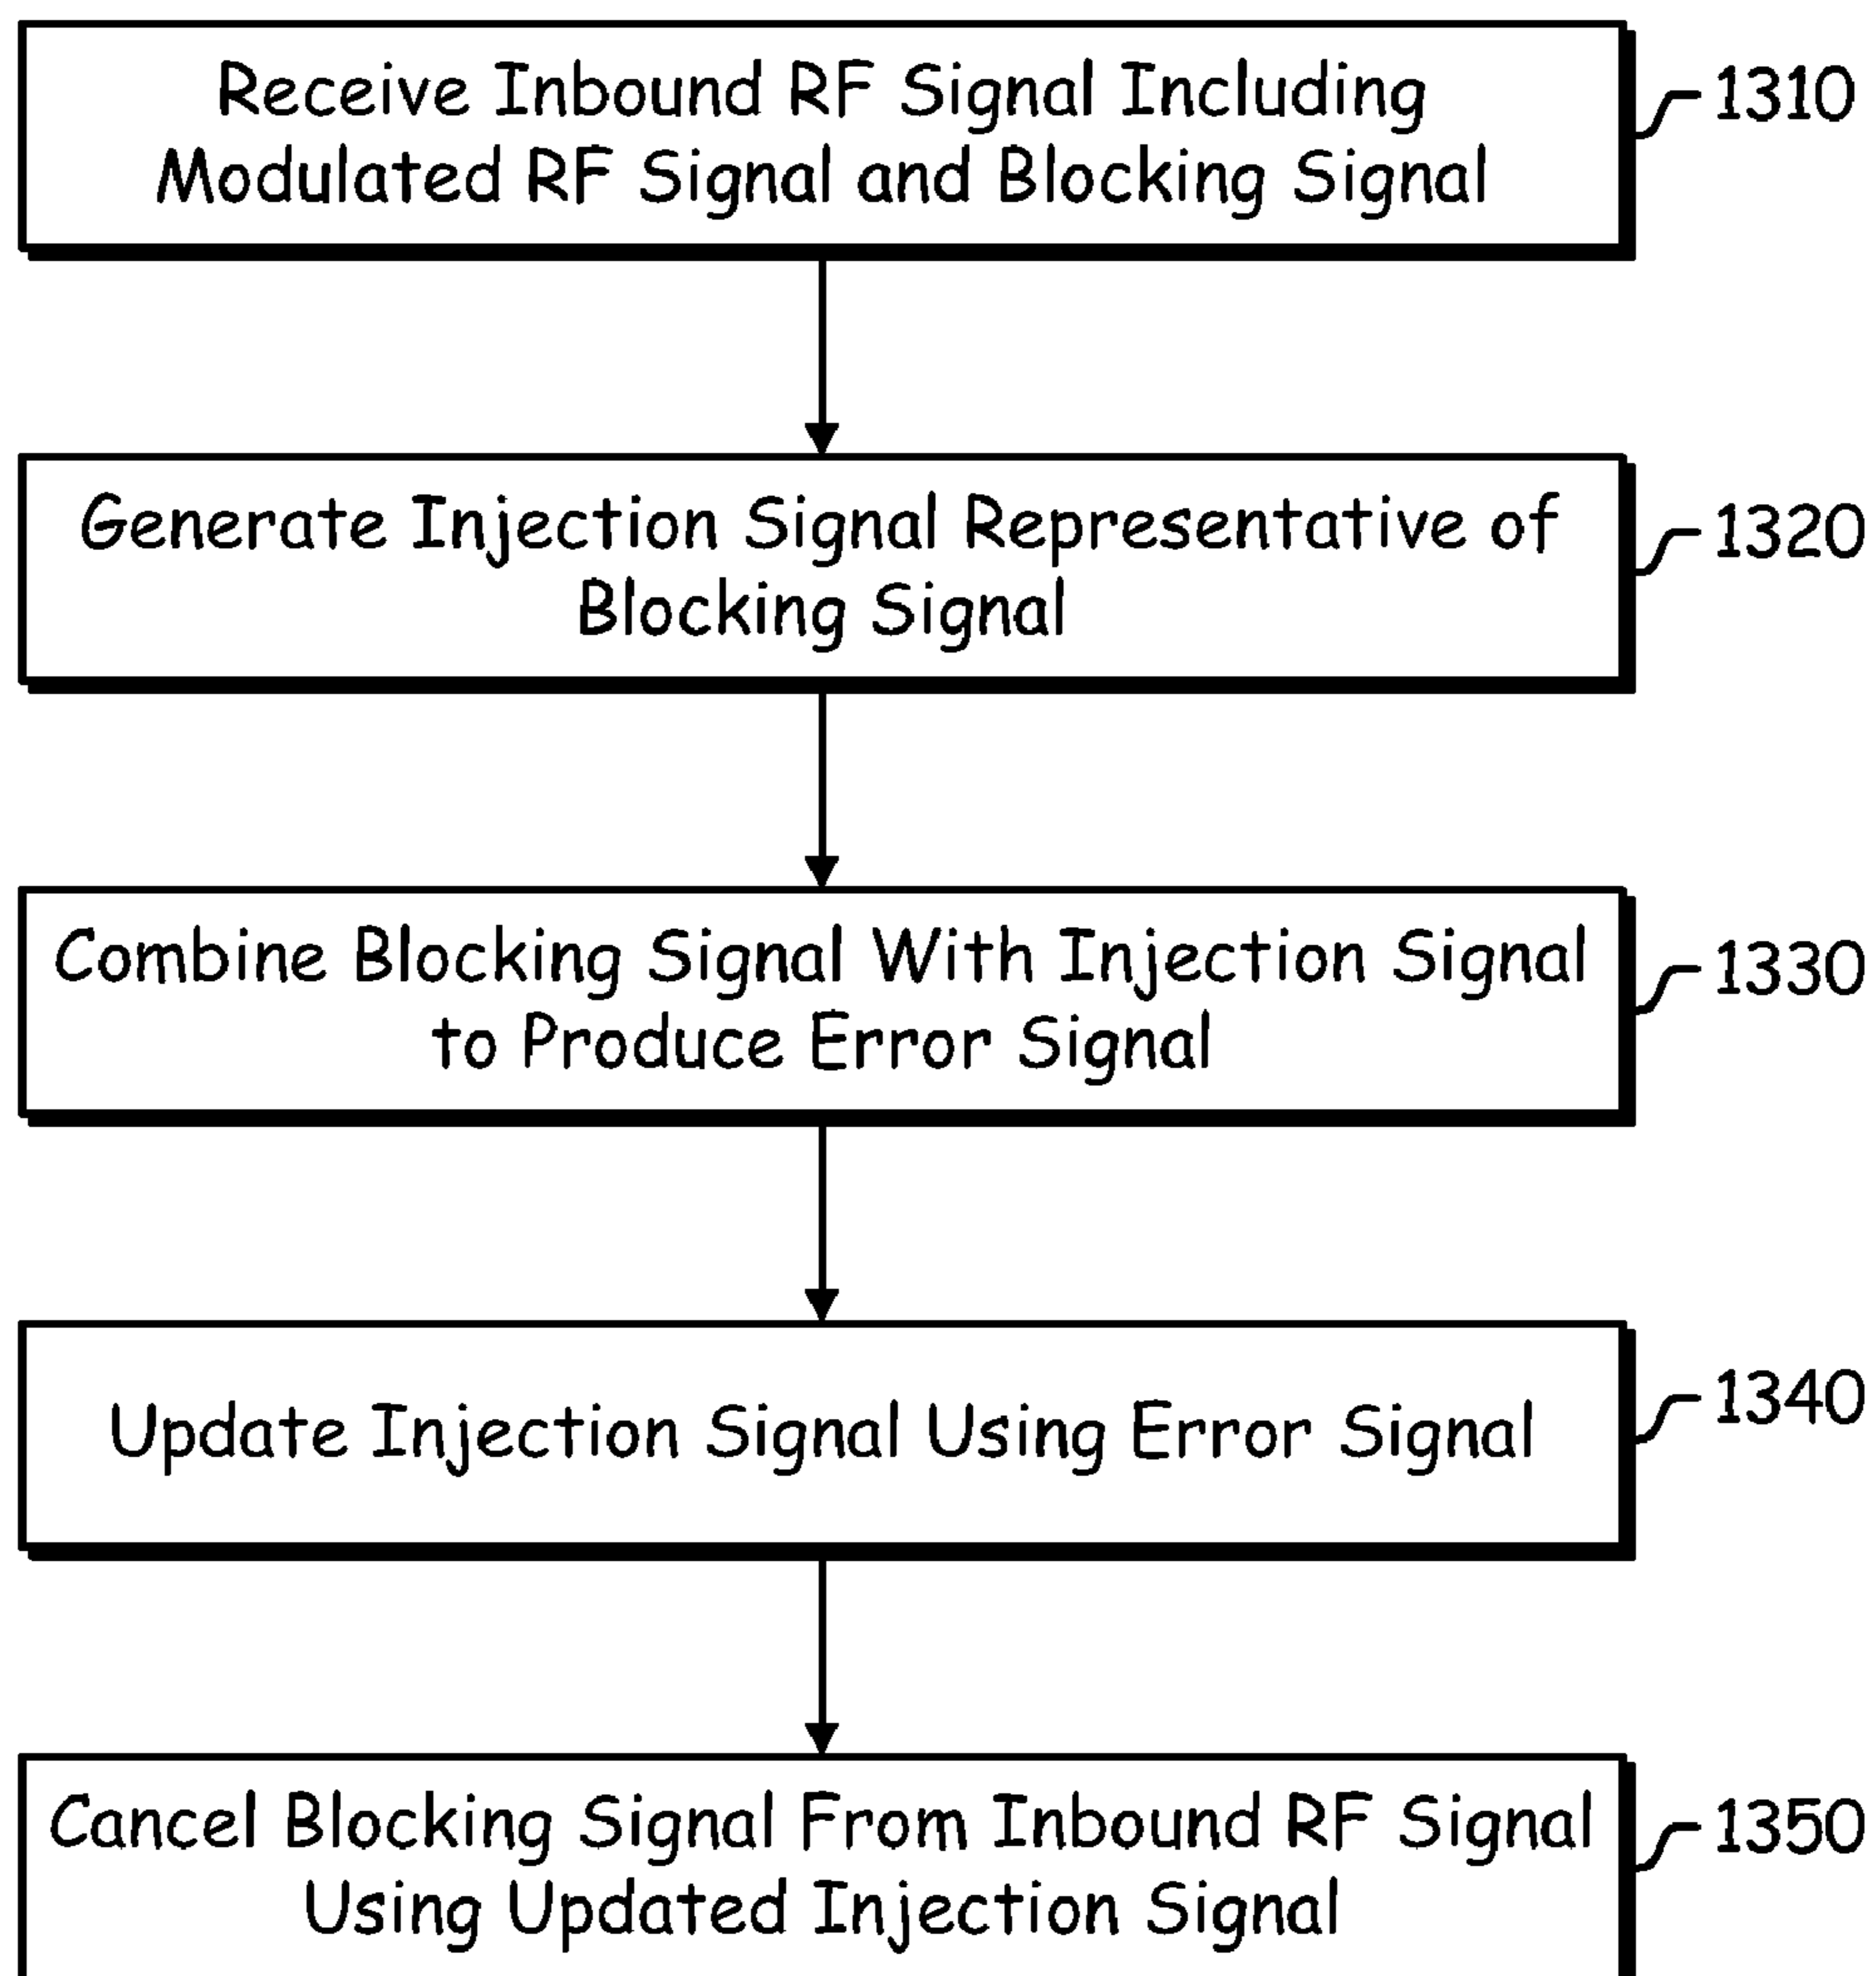 Receive Inbound RF Signal Including
Modulated RF Signal and Blocking Signal
1310
Generate Injection Signal Representative of
Blocking Signal
1320
Combine Blocking Signal With Injection Signal
to Produce Error Signal
1330
Update Injection Signal Using Error Signal
1340
Cancel Blocking Signal From Inbound RF Signal
Using Updated Injection Signal
1350